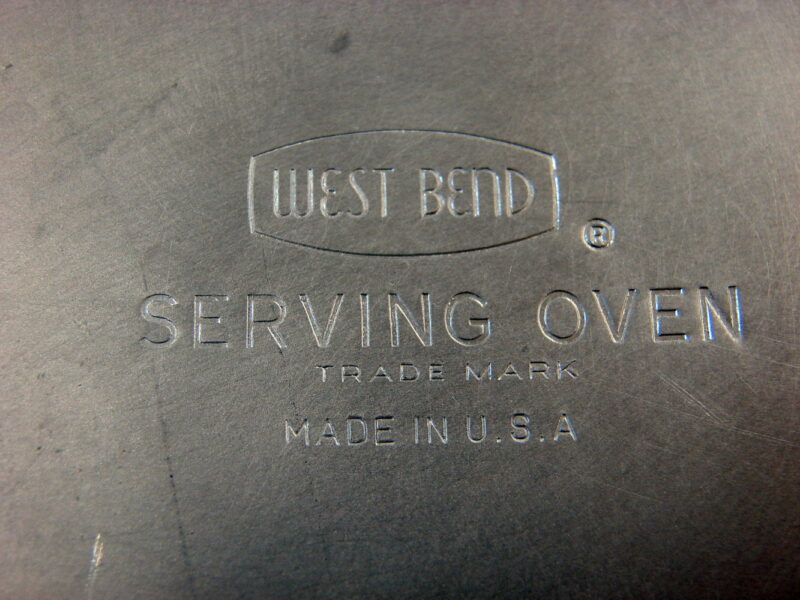 WEST BEND
®
SERVING OVEN
TRADE MARK
MADE IN U.S.A